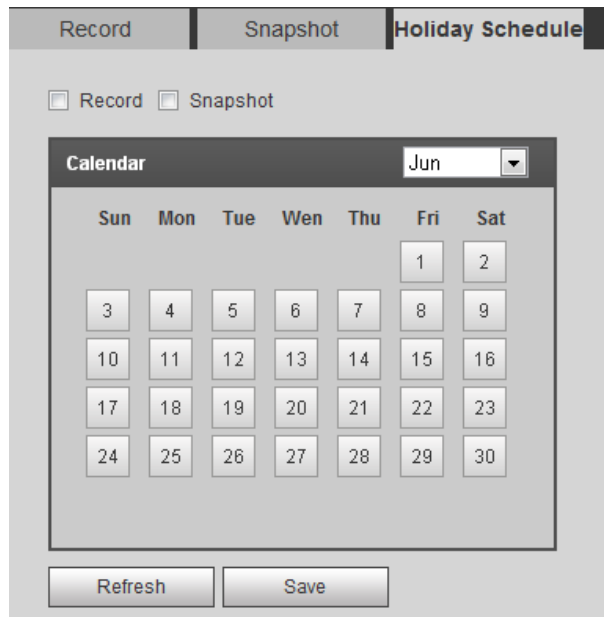 Record Snapshot Holiday Schedule
Record Snapshot
Calendar Jun
Sun Mon Tue Wen Thu Fri Sat
1 2
3 4 5 6 7 8 9
10 11 12 13 14 15 16
17 18 19 20 21 22 23
24 25 26 27 28 29 30
Refresh Save